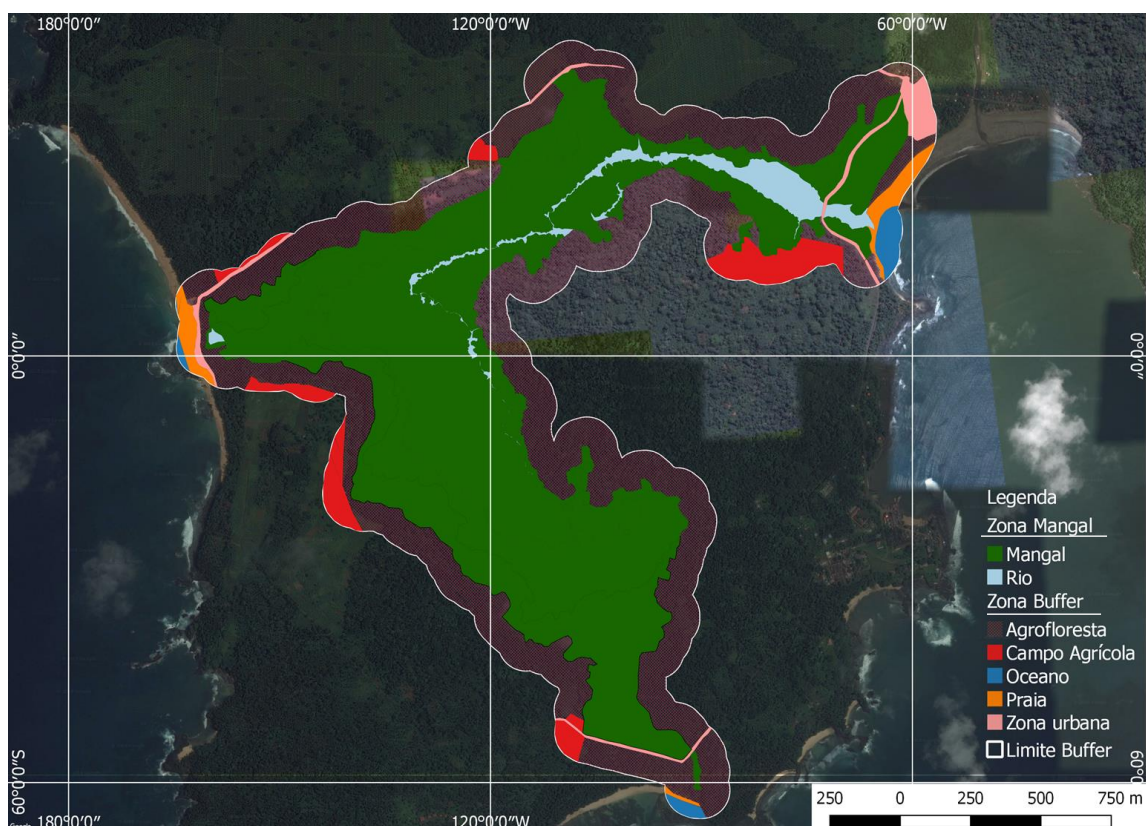 180°0'0"
120°0'0"W
60°0'0"W
0°0'0"
0°0'0"
Legenda
Zona Mangal
Mangal
Rio
Zona Buffer
Agrofloresta
Campo Agrícola
Oceano
Praia
Zona urbana
Limite Buffer
60°0'0"S
60°0
180°0'0"
120°0'0"W
250 0 250 500 750 m